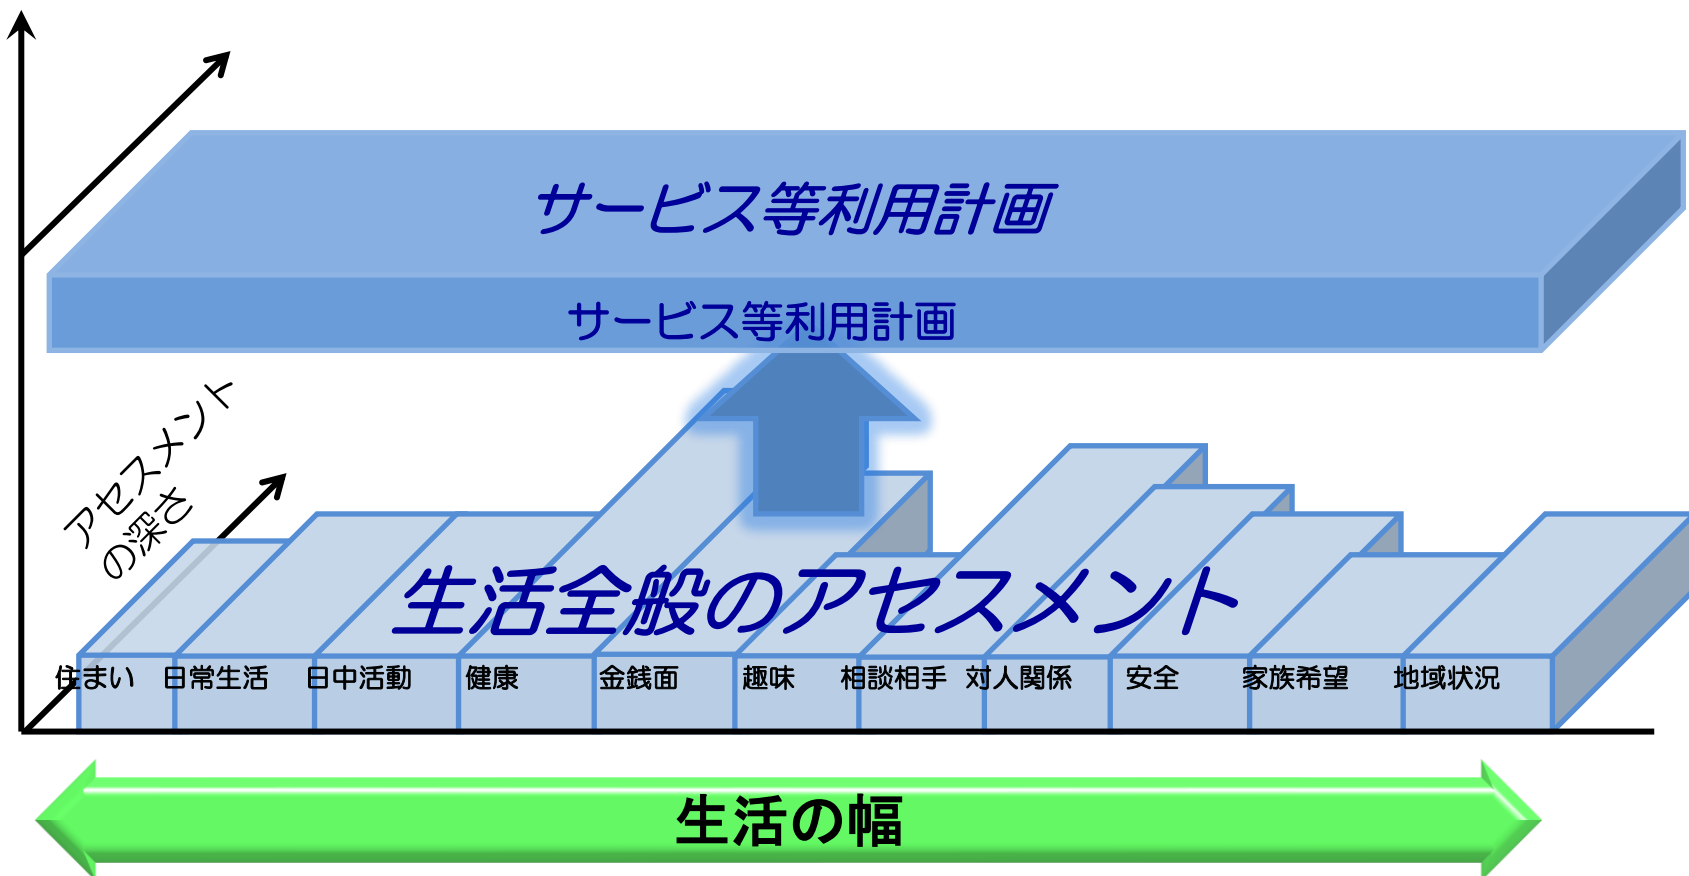 サービス等利用計画
サービス等利用計画
アセスメント
の深さ
生活全般のアセスメント
住まい 日常生活 日中活動 健康 金銭面 趣味 相談相手 対人関係 安全 家族希望 地域状況
生活の幅